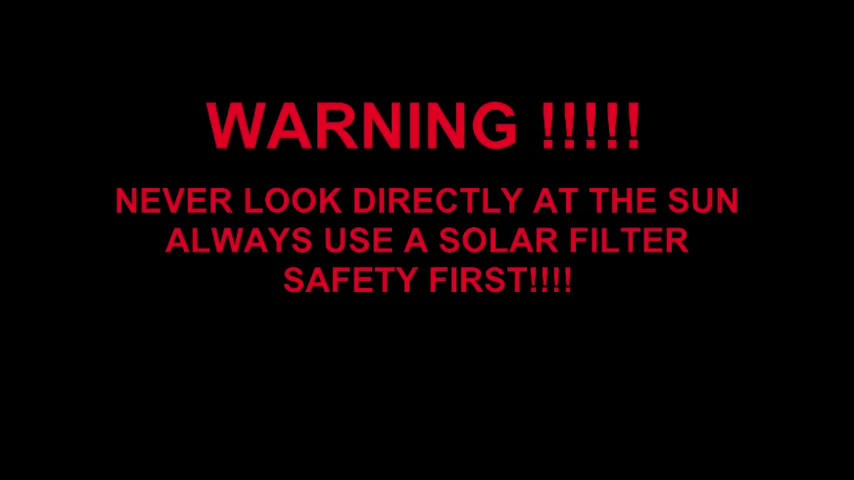 WARNING !!!!!
NEVER LOOK DIRECTLY AT THE SUN
ALWAYS USE A SOLAR FILTER
SAFETY FIRST!!!!